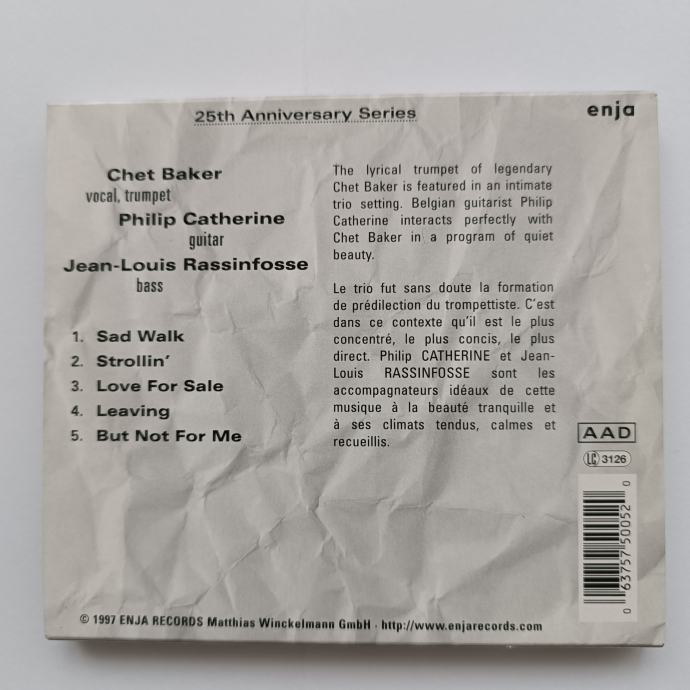 25th Anniversary Series
enja
Chet Baker
vocal, trumpet
Philip Catherine
guitar
Jean-Louis Rassinfosse
bass
1. Sad Walk
2. Strollin'
3. Love For Sale
4. Leaving
5. But Not For Me
The lyrical trumpet of legendary
Chet Baker is featured in an intimate
trio setting. Belgian guitarist Philip
Catherine interacts perfectly with
Chet Baker in a program of quiet
beauty.
Le trio fut sans doute la formation
de prédilection du trompettiste. C'est
dans ce contexte qu'il est le plus
concentré, le plus concis, le plus
direct. Philip CATHERINE et Jean-
Louis RASSINFOSSE sont les
accompagnateurs idéaux de cette
musique à la beauté tranquille et
à ses climats tendus, calmes et
recueillis.
AAD
LC 3126
0 63757 50052 0
© 1997 ENJA RECORDS Matthias Winckelmann GmbH · http://www.enjarecords.com